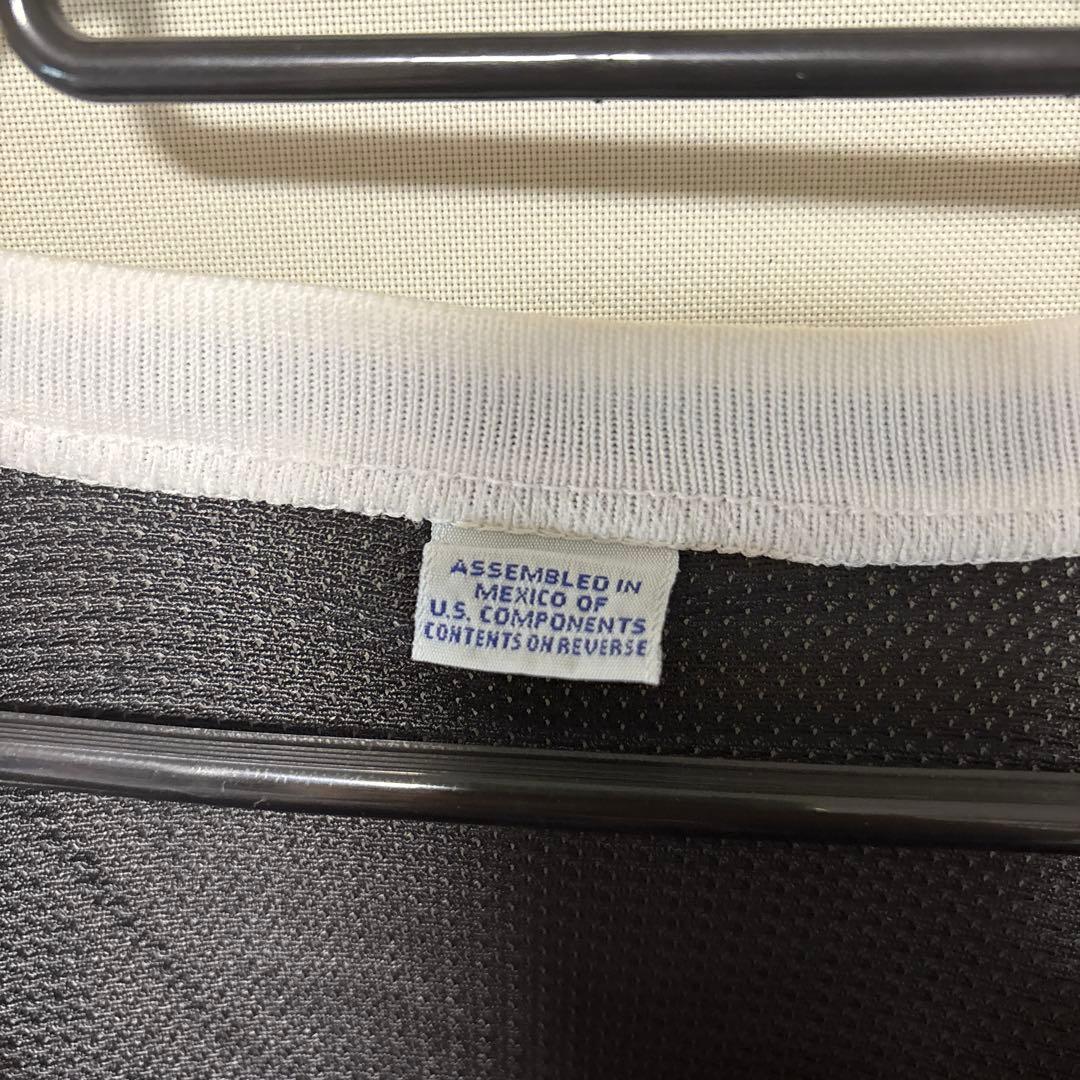 ASSEMBLED IN
MEXICO OF
U.S. COMPONENTS
CONTENTS ON REVERSE